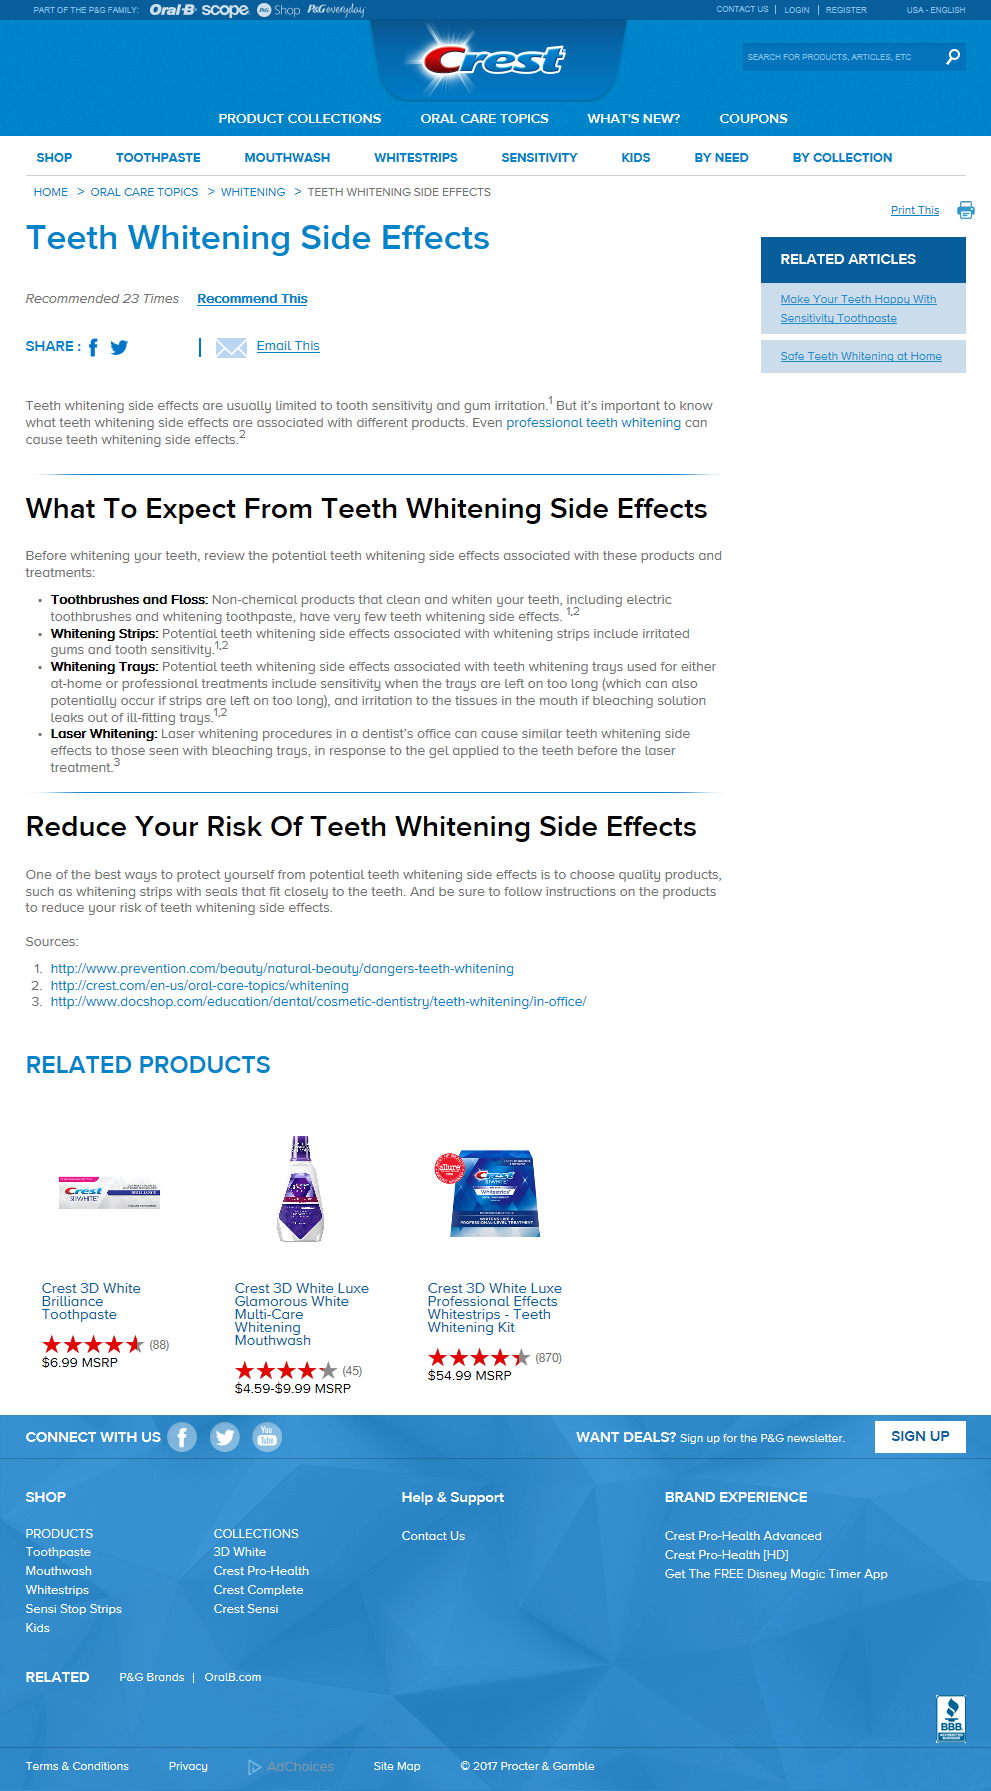 PART OF THE P&G FAMILY: Oral-B scope P&G Shop P&G everyday
CONTACT US | LOGIN | REGISTER USA - ENGLISH
Crest
SEARCH FOR PRODUCTS, ARTICLES, ETC
PRODUCT COLLECTIONS ORAL CARE TOPICS WHAT'S NEW? COUPONS
SHOP TOOTHPASTE MOUTHWASH WHITESTRIPS SENSITIVITY KIDS BY NEED BY COLLECTION
HOME > ORAL CARE TOPICS > WHITENING > TEETH WHITENING SIDE EFFECTS
Print This
Teeth Whitening Side Effects
Recommended 23 Times Recommend This
SHARE : | Email This
RELATED ARTICLES
Make Your Teeth Happy With
Sensitivity Toothpaste
Safe Teeth Whitening at Home
Teeth whitening side effects are usually limited to tooth sensitivity and gum irritation.1 But it's important to know
what teeth whitening side effects are associated with different products. Even professional teeth whitening can
cause teeth whitening side effects.2
What To Expect From Teeth Whitening Side Effects
Before whitening your teeth, review the potential teeth whitening side effects associated with these products and
treatments:
• Toothbrushes and Floss: Non-chemical products that clean and whiten your teeth, including electric
toothbrushes and whitening toothpaste, have very few teeth whitening side effects. 1,2
• Whitening Strips: Potential teeth whitening side effects associated with whitening strips include irritated
gums and tooth sensitivity.1,2
• Whitening Trays: Potential teeth whitening side effects associated with teeth whitening trays used for either
at-home or professional treatments include sensitivity when the trays are left on too long (which can also
potentially occur if strips are left on too long), and irritation to the tissues in the mouth if bleaching solution
leaks out of ill-fitting trays.1,2
• Laser Whitening: Laser whitening procedures in a dentist's office can cause similar teeth whitening side
effects to those seen with bleaching trays, in response to the gel applied to the teeth before the laser
treatment.3
Reduce Your Risk Of Teeth Whitening Side Effects
One of the best ways to protect yourself from potential teeth whitening side effects is to choose quality products,
such as whitening strips with seals that fit closely to the teeth. And be sure to follow instructions on the products
to reduce your risk of teeth whitening side effects.
Sources:
1. http://www.prevention.com/beauty/natural-beauty/dangers-teeth-whitening
2. http://crest.com/en-us/oral-care-topics/whitening
3. http://www.docshop.com/education/dental/cosmetic-dentistry/teeth-whitening/in-office/
RELATED PRODUCTS
Crest
3D WHITE
BRILLIANCE
allure
Crest
3D WHITE
Whitestrips
PROFESSIONAL-LEVEL TREATMENT
Crest 3D White
Brilliance
Toothpaste
(88)
$6.99 MSRP
Crest 3D White Luxe
Glamorous White
Multi-Care
Whitening
Mouthwash
(45)
$4.59-$9.99 MSRP
Crest 3D White Luxe
Professional Effects
Whitestrips - Teeth
Whitening Kit
(870)
$54.99 MSRP
CONNECT WITH US You Tube
WANT DEALS? Sign up for the P&G newsletter. SIGN UP
SHOP
PRODUCTS
Toothpaste
Mouthwash
Whitestrips
Sensi Stop Strips
Kids
COLLECTIONS
3D White
Crest Pro-Health
Crest Complete
Crest Sensi
Help & Support
Contact Us
BRAND EXPERIENCE
Crest Pro-Health Advanced
Crest Pro-Health [HD]
Get The FREE Disney Magic Timer App
RELATED P&G Brands | OralB.com
BBB
ACCREDITED BUSINESS
Terms & Conditions Privacy AdChoices Site Map © 2017 Procter & Gamble